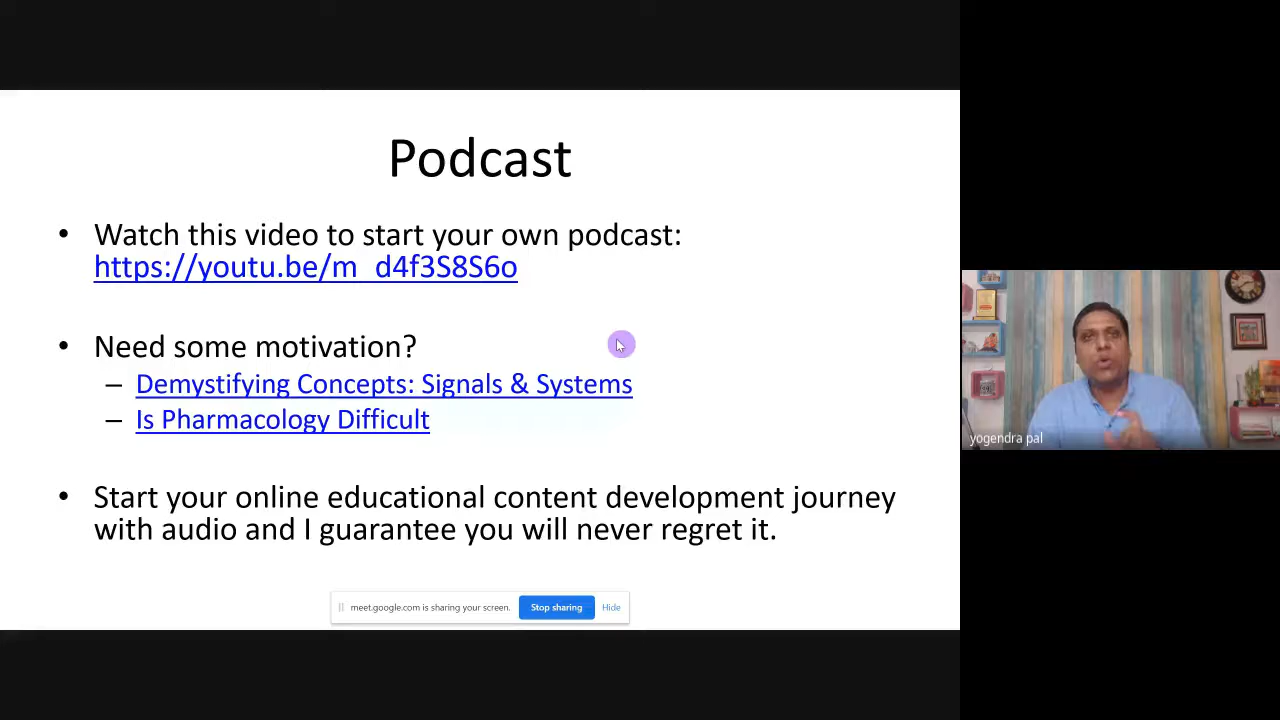 Podcast
• Watch this video to start your own podcast:
https://youtu.be/m_d4f3S8S6o
• Need some motivation?
– Demystifying Concepts: Signals & Systems
– Is Pharmacology Difficult
• Start your online educational content development journey
with audio and I guarantee you will never regret it.
meet.google.com is sharing your screen. Stop sharing Hide
yogendra pal